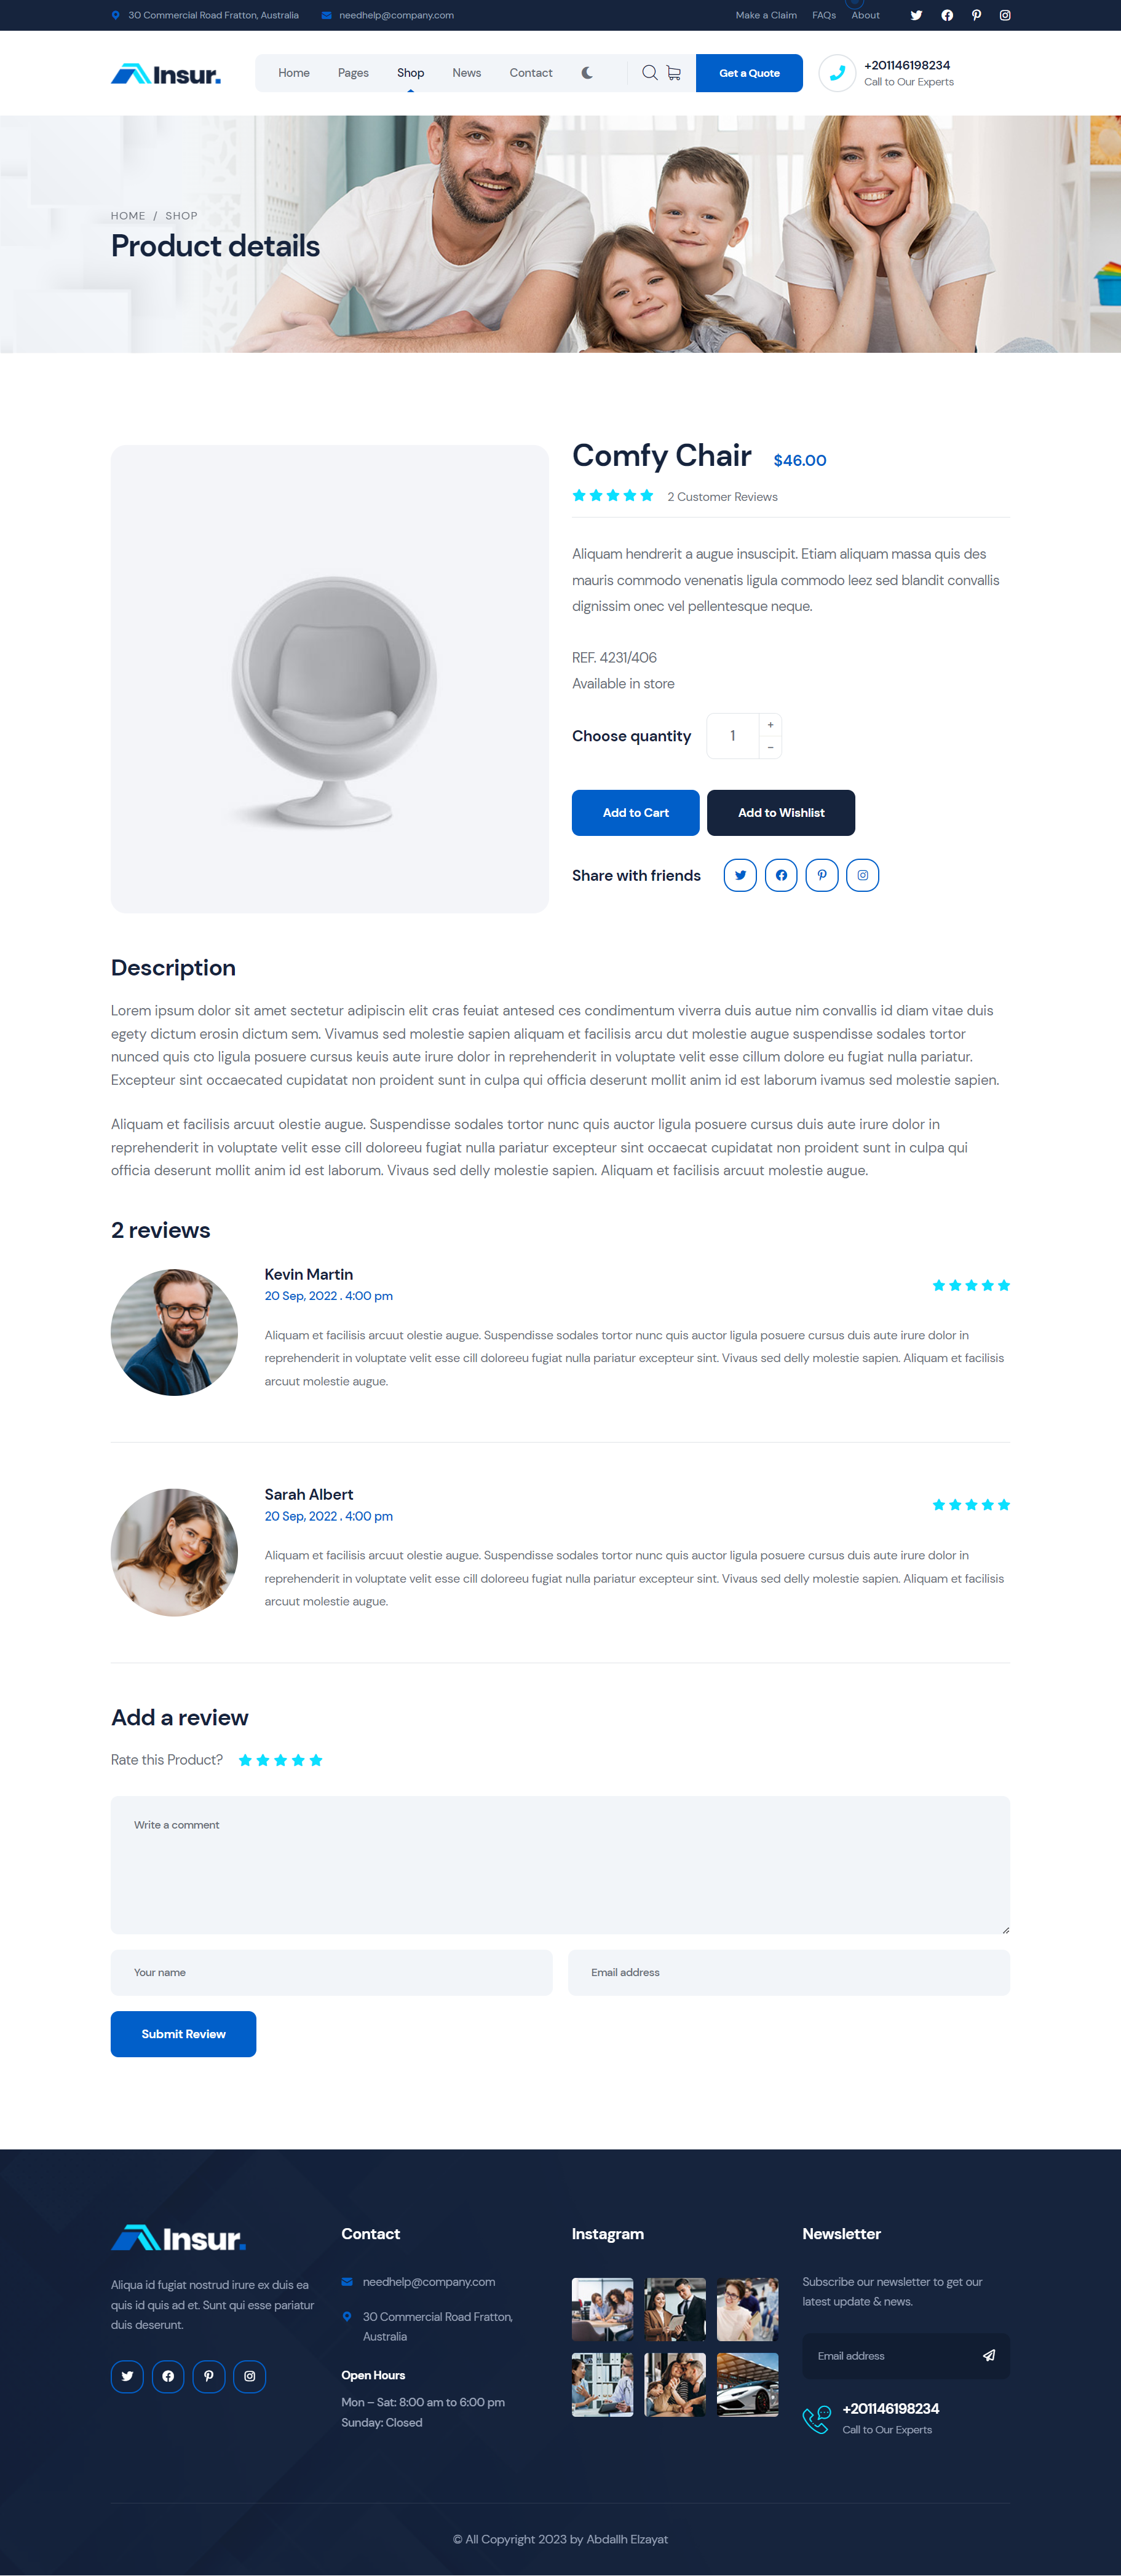 30 Commercial Road Fratton, Australia needhelp@company.com Make a Claim FAQs About
Insur. Home Pages Shop News Contact Get a Quote +201146198234
Call to Our Experts
HOME / SHOP
Product details
Comfy Chair $46.00
2 Customer Reviews
Aliquam hendrerit a augue insuscipit. Etiam aliquam massa quis des
mauris commodo venenatis ligula commodo leez sed blandit convallis
dignissim onec vel pellentesque neque.
REF. 4231/406
Available in store
Choose quantity 1 + -
Add to Cart Add to Wishlist
Share with friends
Description
Lorem ipsum dolor sit amet sectetur adipiscin elit cras feuiat antesed ces condimentum viverra duis autue nim convallis id diam vitae duis
egety dictum erosin dictum sem. Vivamus sed molestie sapien aliquam et facilisis arcu dut molestie augue suspendisse sodales tortor
nunced quis cto ligula posuere cursus keuis aute irure dolor in reprehenderit in voluptate velit esse cillum dolore eu fugiat nulla pariatur.
Excepteur sint occaecated cupidatat non proident sunt in culpa qui officia deserunt mollit anim id est laborum ivamus sed molestie sapien.
Aliquam et facilisis arcuut olestie augue. Suspendisse sodales tortor nunc quis auctor ligula posuere cursus duis aute irure dolor in
reprehenderit in voluptate velit esse cill doloreeu fugiat nulla pariatur excepteur sint occaecat cupidatat non proident sunt in culpa qui
officia deserunt mollit anim id est laborum. Vivaus sed delly molestie sapien. Aliquam et facilisis arcuut molestie augue.
2 reviews
Kevin Martin
20 Sep, 2022 . 4:00 pm
Aliquam et facilisis arcuut olestie augue. Suspendisse sodales tortor nunc quis auctor ligula posuere cursus duis aute irure dolor in
reprehenderit in voluptate velit esse cill doloreeu fugiat nulla pariatur excepteur sint. Vivaus sed delly molestie sapien. Aliquam et facilisis
arcuut molestie augue.
Sarah Albert
20 Sep, 2022 . 4:00 pm
Aliquam et facilisis arcuut olestie augue. Suspendisse sodales tortor nunc quis auctor ligula posuere cursus duis aute irure dolor in
reprehenderit in voluptate velit esse cill doloreeu fugiat nulla pariatur excepteur sint. Vivaus sed delly molestie sapien. Aliquam et facilisis
arcuut molestie augue.
Add a review
Rate this Product?
Write a comment
Your name Email address
Submit Review
Insur.
Aliqua id fugiat nostrud irure ex duis ea
quis id quis ad et. Sunt qui esse pariatur
duis deserunt.
Contact
needhelp@company.com
30 Commercial Road Fratton,
Australia
Open Hours
Mon – Sat: 8:00 am to 6:00 pm
Sunday: Closed
Instagram
Newsletter
Subscribe our newsletter to get our
latest update & news.
Email address
+201146198234
Call to Our Experts
© All Copyright 2023 by Abdallh Elzayat